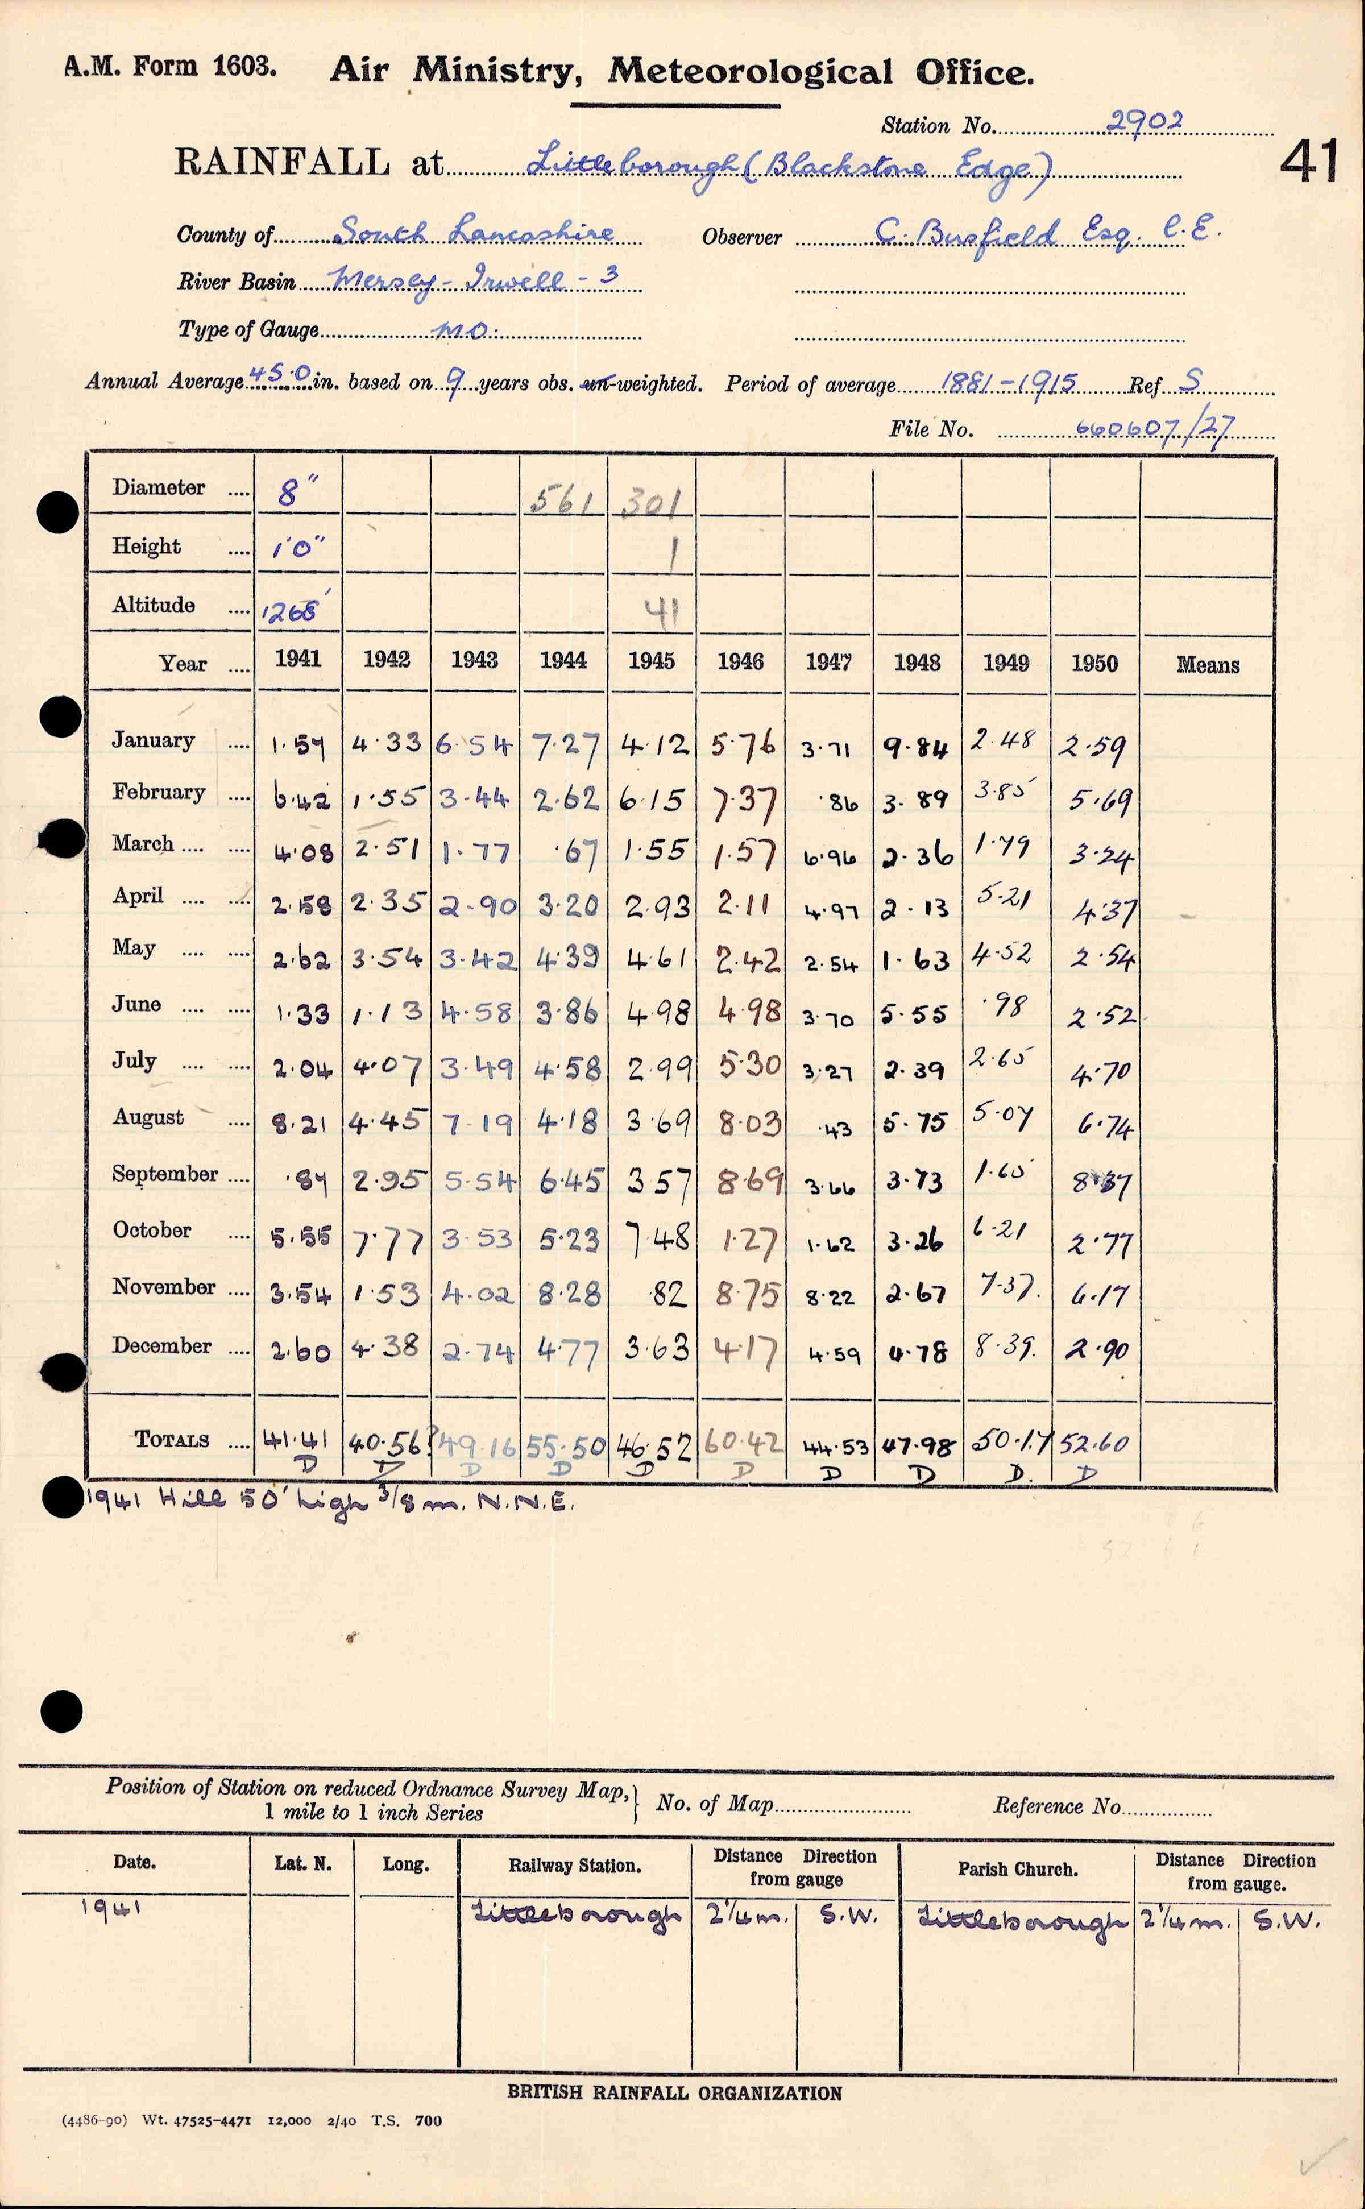 A.M. Form 1603. Air Ministry, Meteorological Office.
Station No. 2902
41
RAINFALL at Littleborough (Blackstone Edge)
County of South Lancashire Observer C. Busfield Esq. C.E.
River Basin Mersey - Irwell - 3
Type of Gauge MO.
Annual Average 45.0 in. based on 9 years obs. un-weighted. Period of average 1881-1915 Ref. S
File No. 660607/27
Diameter .... 8" 561 301
Height .... 1'0" 1
Altitude .... 1268' 41
Year .... 1941 1942 1943 1944 1945 1946 1947 1948 1949 1950 Means
January .... 1.57 4.33 6.54 7.27 4.12 5.76 3.71 9.84 2.48 2.59
February .... 6.42 1.55 3.44 2.62 6.15 7.37 .86 3.89 3.85 5.69
March .... .... 4.08 2.51 1.77 .67 1.55 1.57 6.96 2.36 1.79 3.24
April .... .... 2.58 2.35 2.90 3.20 2.93 2.11 4.97 2.13 5.21 4.37
May .... .... 2.62 3.54 3.42 4.39 4.61 2.42 2.54 1.63 4.52 2.54
June .... .... 1.33 1.13 4.58 3.86 4.98 4.98 3.70 5.55 .98 2.52
July .... .... 2.04 4.07 3.49 4.58 2.99 5.30 3.27 2.39 2.65 4.70
August .... 8.21 4.45 7.19 4.18 3.69 8.03 .43 5.75 5.07 6.74
September .... .87 2.95 5.54 6.45 3.57 8.69 3.66 3.73 1.65 8.37
October .... 5.55 7.77 3.53 5.23 7.48 1.27 1.62 3.26 6.21 2.77
November .... 3.54 1.53 4.02 8.28 .82 8.75 8.22 2.67 7.37. 6.17
December .... 2.60 4.38 2.74 4.77 3.63 4.17 4.59 4.78 8.39. 2.90
TOTALS .... 41.41 40.56? 49.16 55.50 46.52 60.42 44.53 47.98 50.17 52.60
D D D D D D D D D. D
1941 Hill 50' high 3/8 m. N.N.E.
Position of Station on reduced Ordnance Survey Map, 1 mile to 1 inch Series } No. of Map Reference No.
Date. Lat. N. Long. Railway Station. Distance Direction from gauge Parish Church. Distance Direction from gauge.
1941 Littleborough 2¼ m. S.W. Littleborough 2¼ m. S.W.
BRITISH RAINFALL ORGANIZATION
(4486-90) Wt. 47525-4471 12,000 2/40 T.S. 700